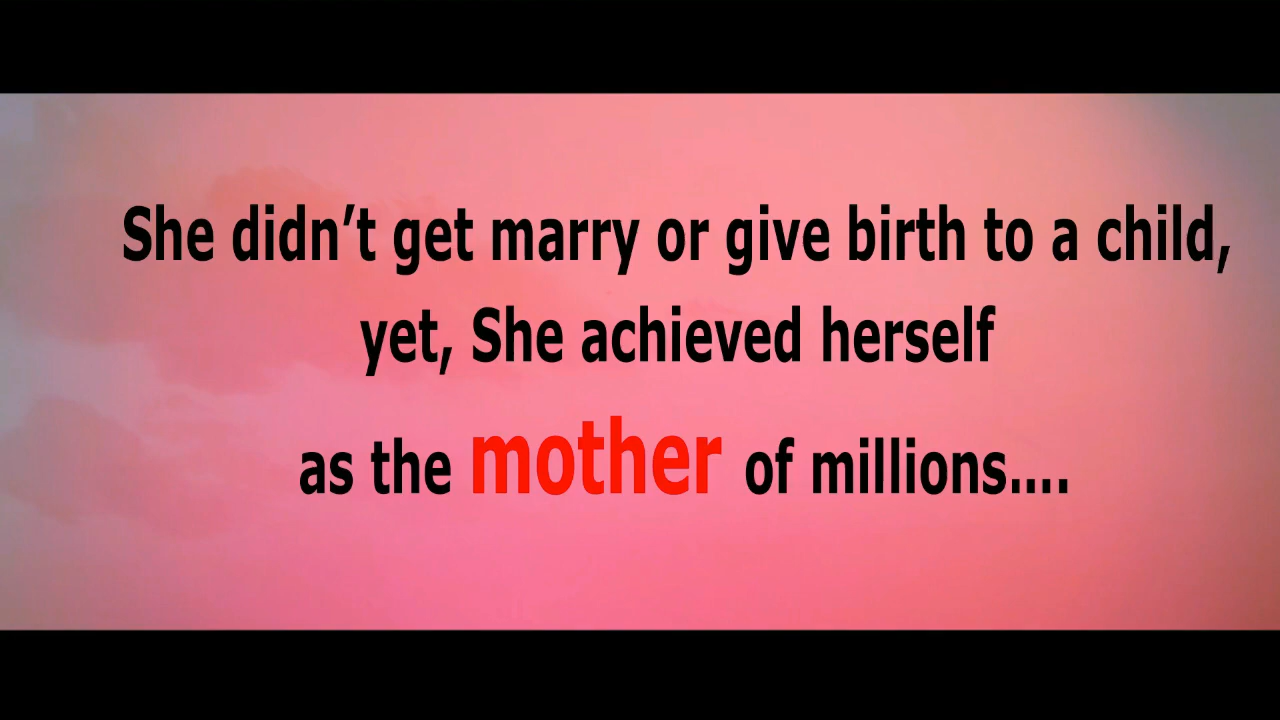 She didn’t get marry or give birth to a child,
yet, She achieved herself
as the mother of millions....